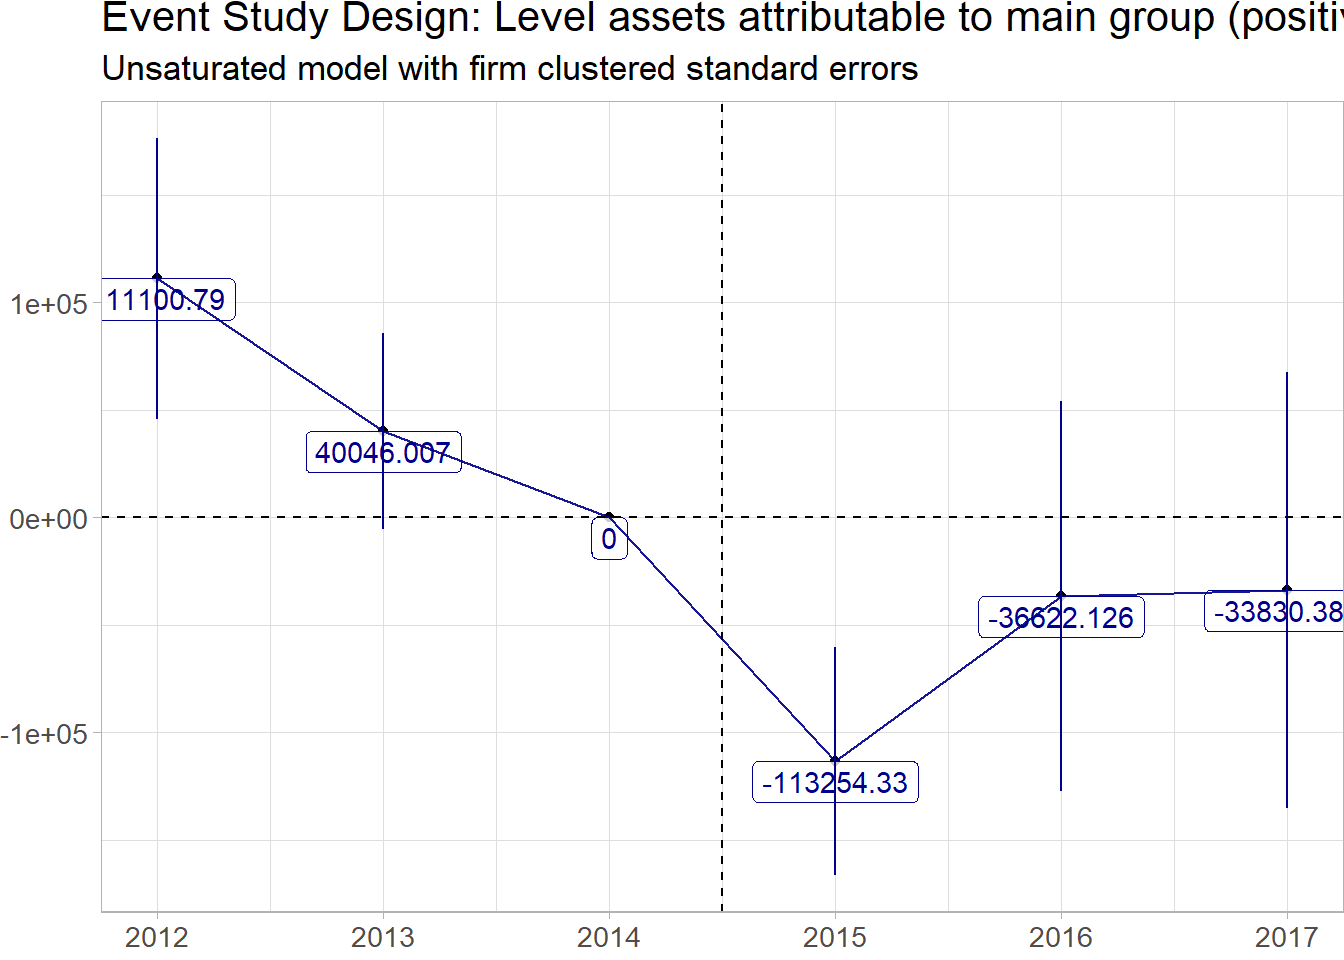 Event Study Design: Level assets attributable to main group (positiv
Unsaturated model with firm clustered standard errors
11100.79
1e+05
40046.007
0e+00
0
-36622.126
-33830.38
-1e+05
-113254.33
2012 2013 2014 2015 2016 2017